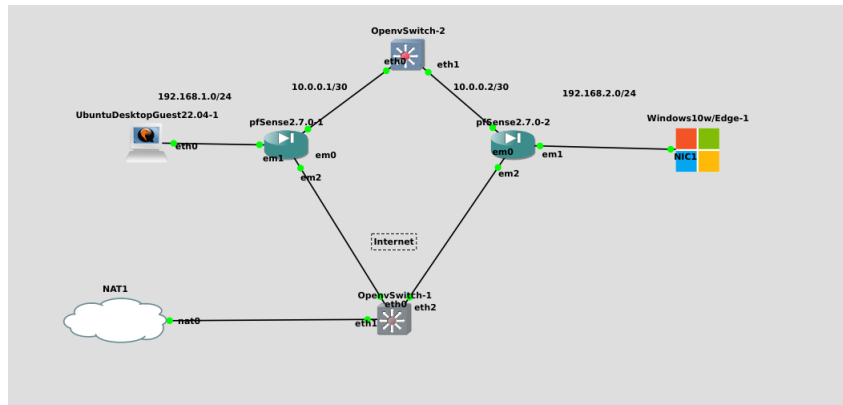 OpenvSwitch-2
eth0
eth1
192.168.1.0/24
10.0.0.1/30
10.0.0.2/30
192.168.2.0/24
UbuntuDesktopGuest22.04-1
pfSense2.7.0-1
pfSense2.7.0-2
Windows10w/Edge-1
eth0
em1
em0
em0
em1
NIC1
em2
em2
Internet
NAT1
OpenvSwitch-1
eth0
eth2
nat0
eth1